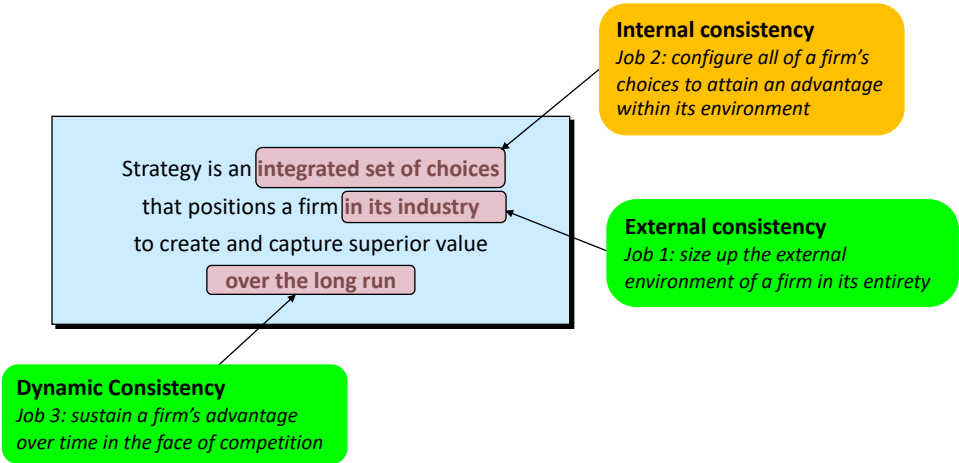 Internal consistency
Job 2: configure all of a firm's
choices to attain an advantage
within its environment
Strategy is an integrated set of choices
that positions a firm in its industry
to create and capture superior value
over the long run
External consistency
Job 1: size up the external
environment of a firm in its entirety
Dynamic Consistency
Job 3: sustain a firm's advantage
over time in the face of competition